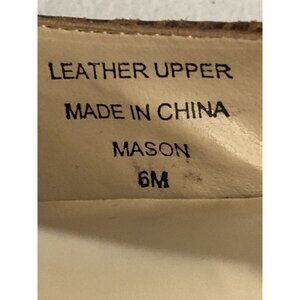 LEATHER UPPER
MADE IN CHINA
MASON
6M